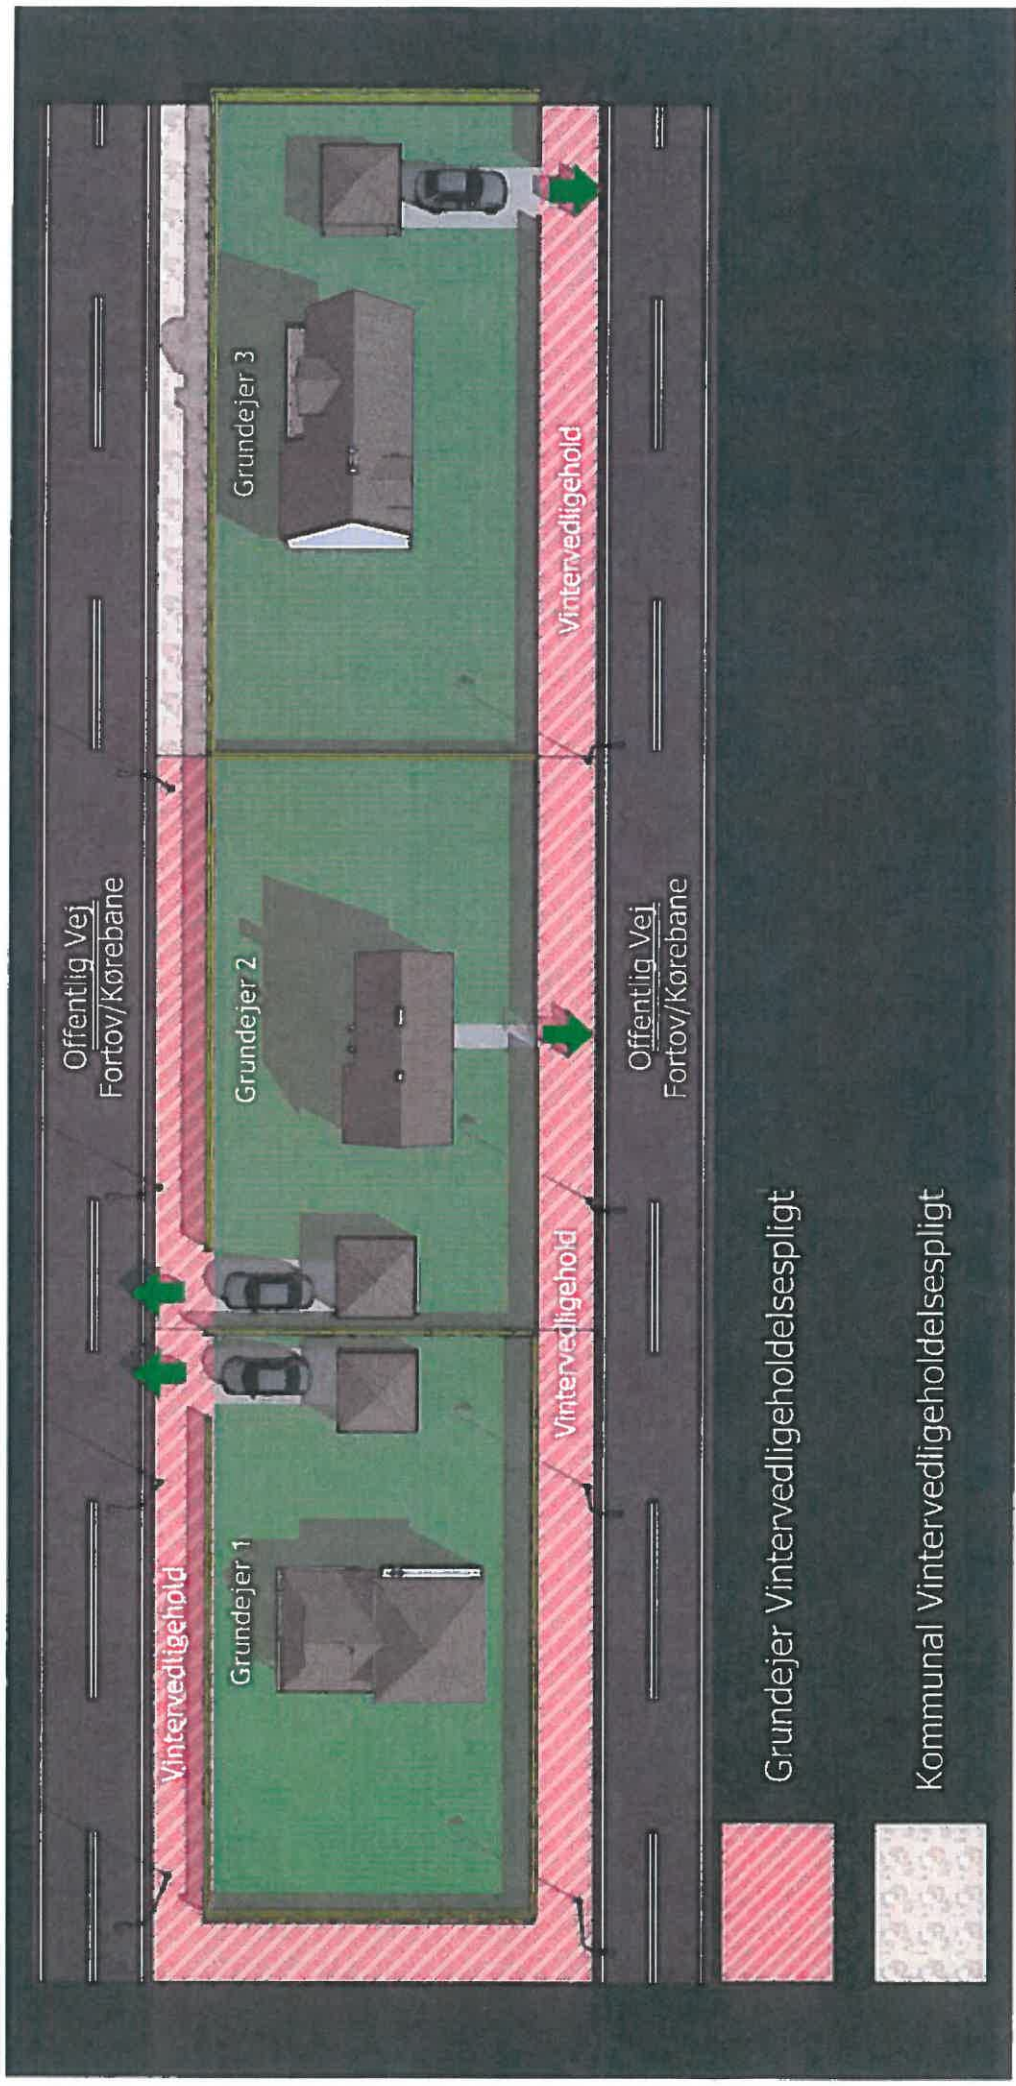 Offentlig Vej
Fortov/Kørebane
Vintervedligehold
Grundejer 1
Grundejer 2
Grundejer 3
Vintervedligehold
Vintervedligehold
Offentlig Vej
Fortov/Kørebane
Grundejer Vintervedligeholdelsespligt
Kommunal Vintervedligeholdelsespligt